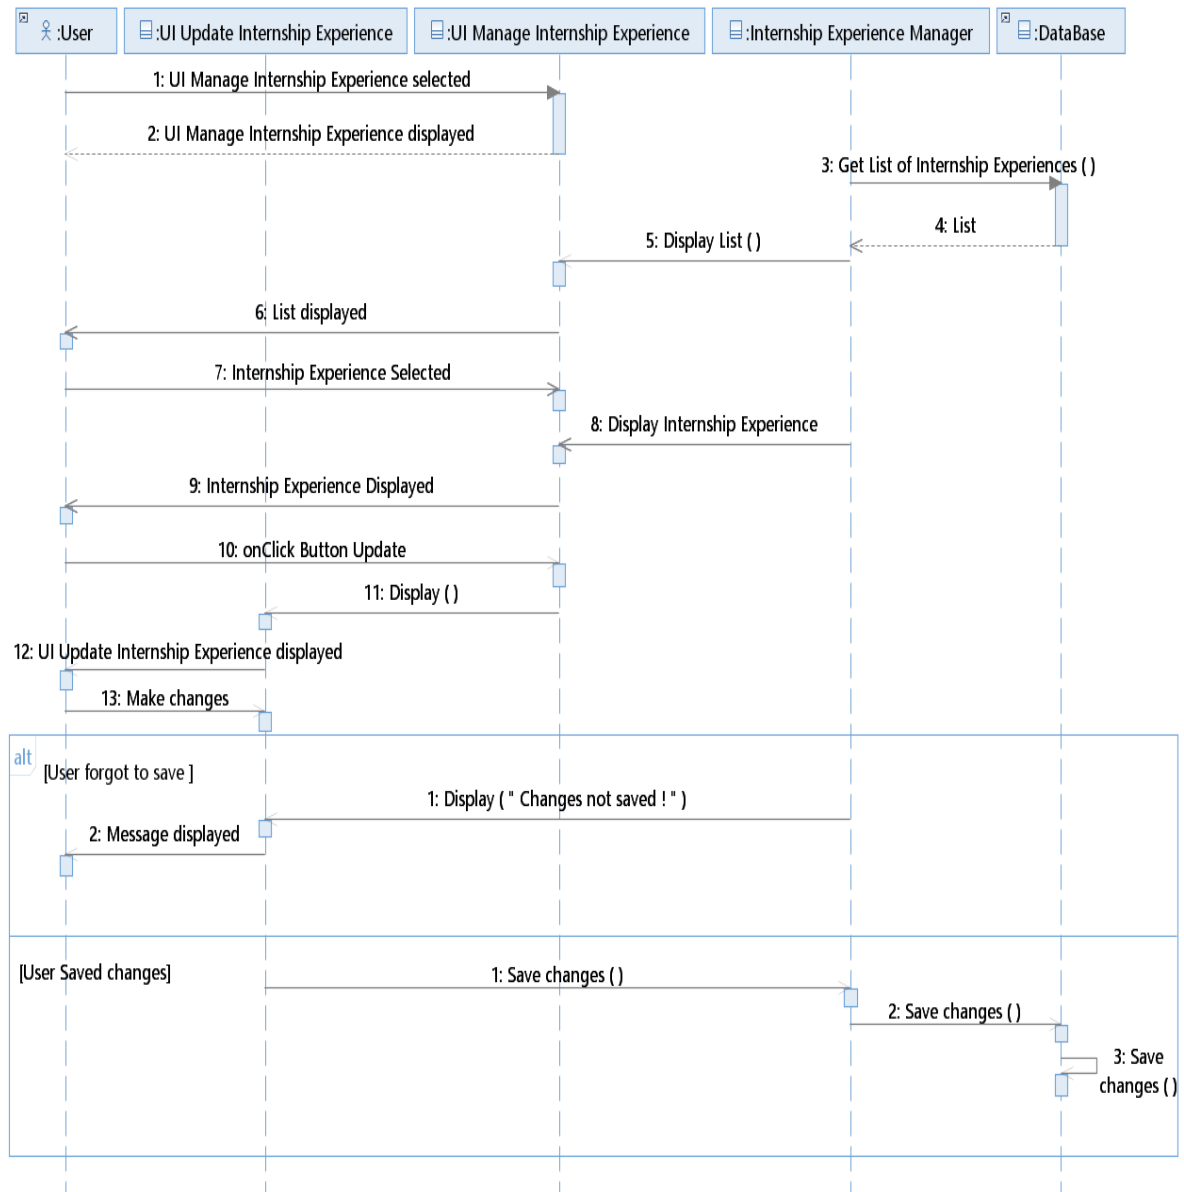 :User
:UI Update Internship Experience
:UI Manage Internship Experience
:Internship Experience Manager
:DataBase
1: UI Manage Internship Experience selected
2: UI Manage Internship Experience displayed
3: Get List of Internship Experiences ( )
4: List
5: Display List ( )
6: List displayed
7: Internship Experience Selected
8: Display Internship Experience
9: Internship Experience Displayed
10: onClick Button Update
11: Display ( )
12: UI Update Internship Experience displayed
13: Make changes
alt
[User forgot to save ]
1: Display ( " Changes not saved ! " )
2: Message displayed
[User Saved changes]
1: Save changes ( )
2: Save changes ( )
3: Save
changes ( )